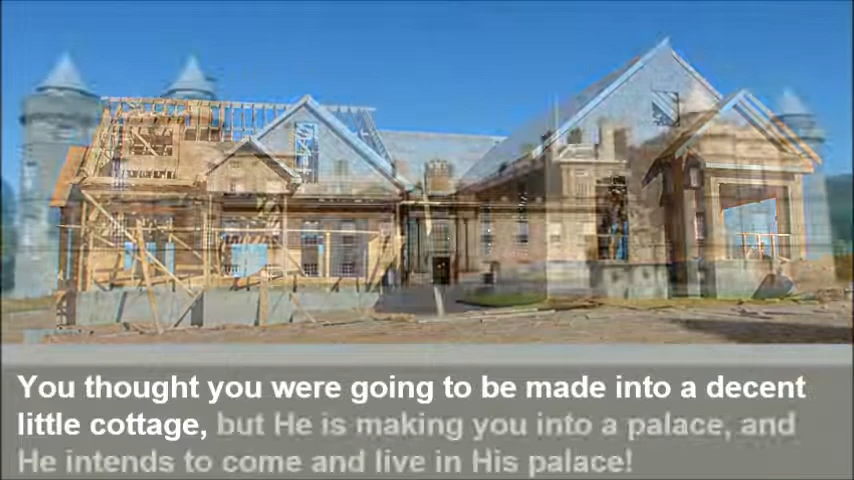 You thought you were going to be made into a decent
little cottage, but He is making you into a palace, and
He intends to come and live in His palace!